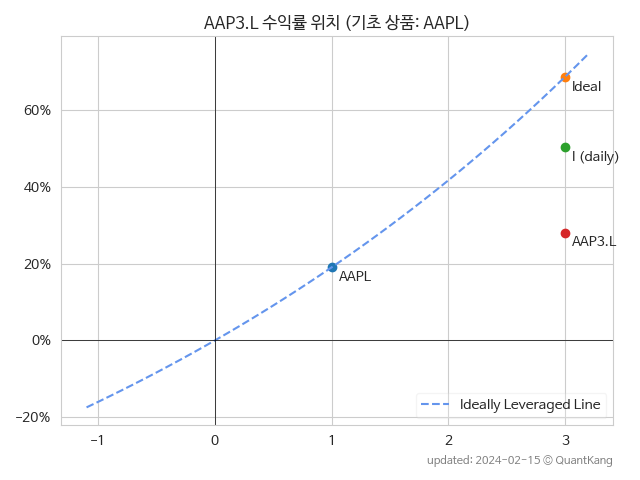 AAP3.L 수익률 위치 (기초 상품: AAPL)
60%
40%
20%
0%
−20%
Ideal
I (daily)
AAP3.L
AAPL
Ideally Leveraged Line
−1
0
1
2
3
updated: 2024-02-15 © QuantKang